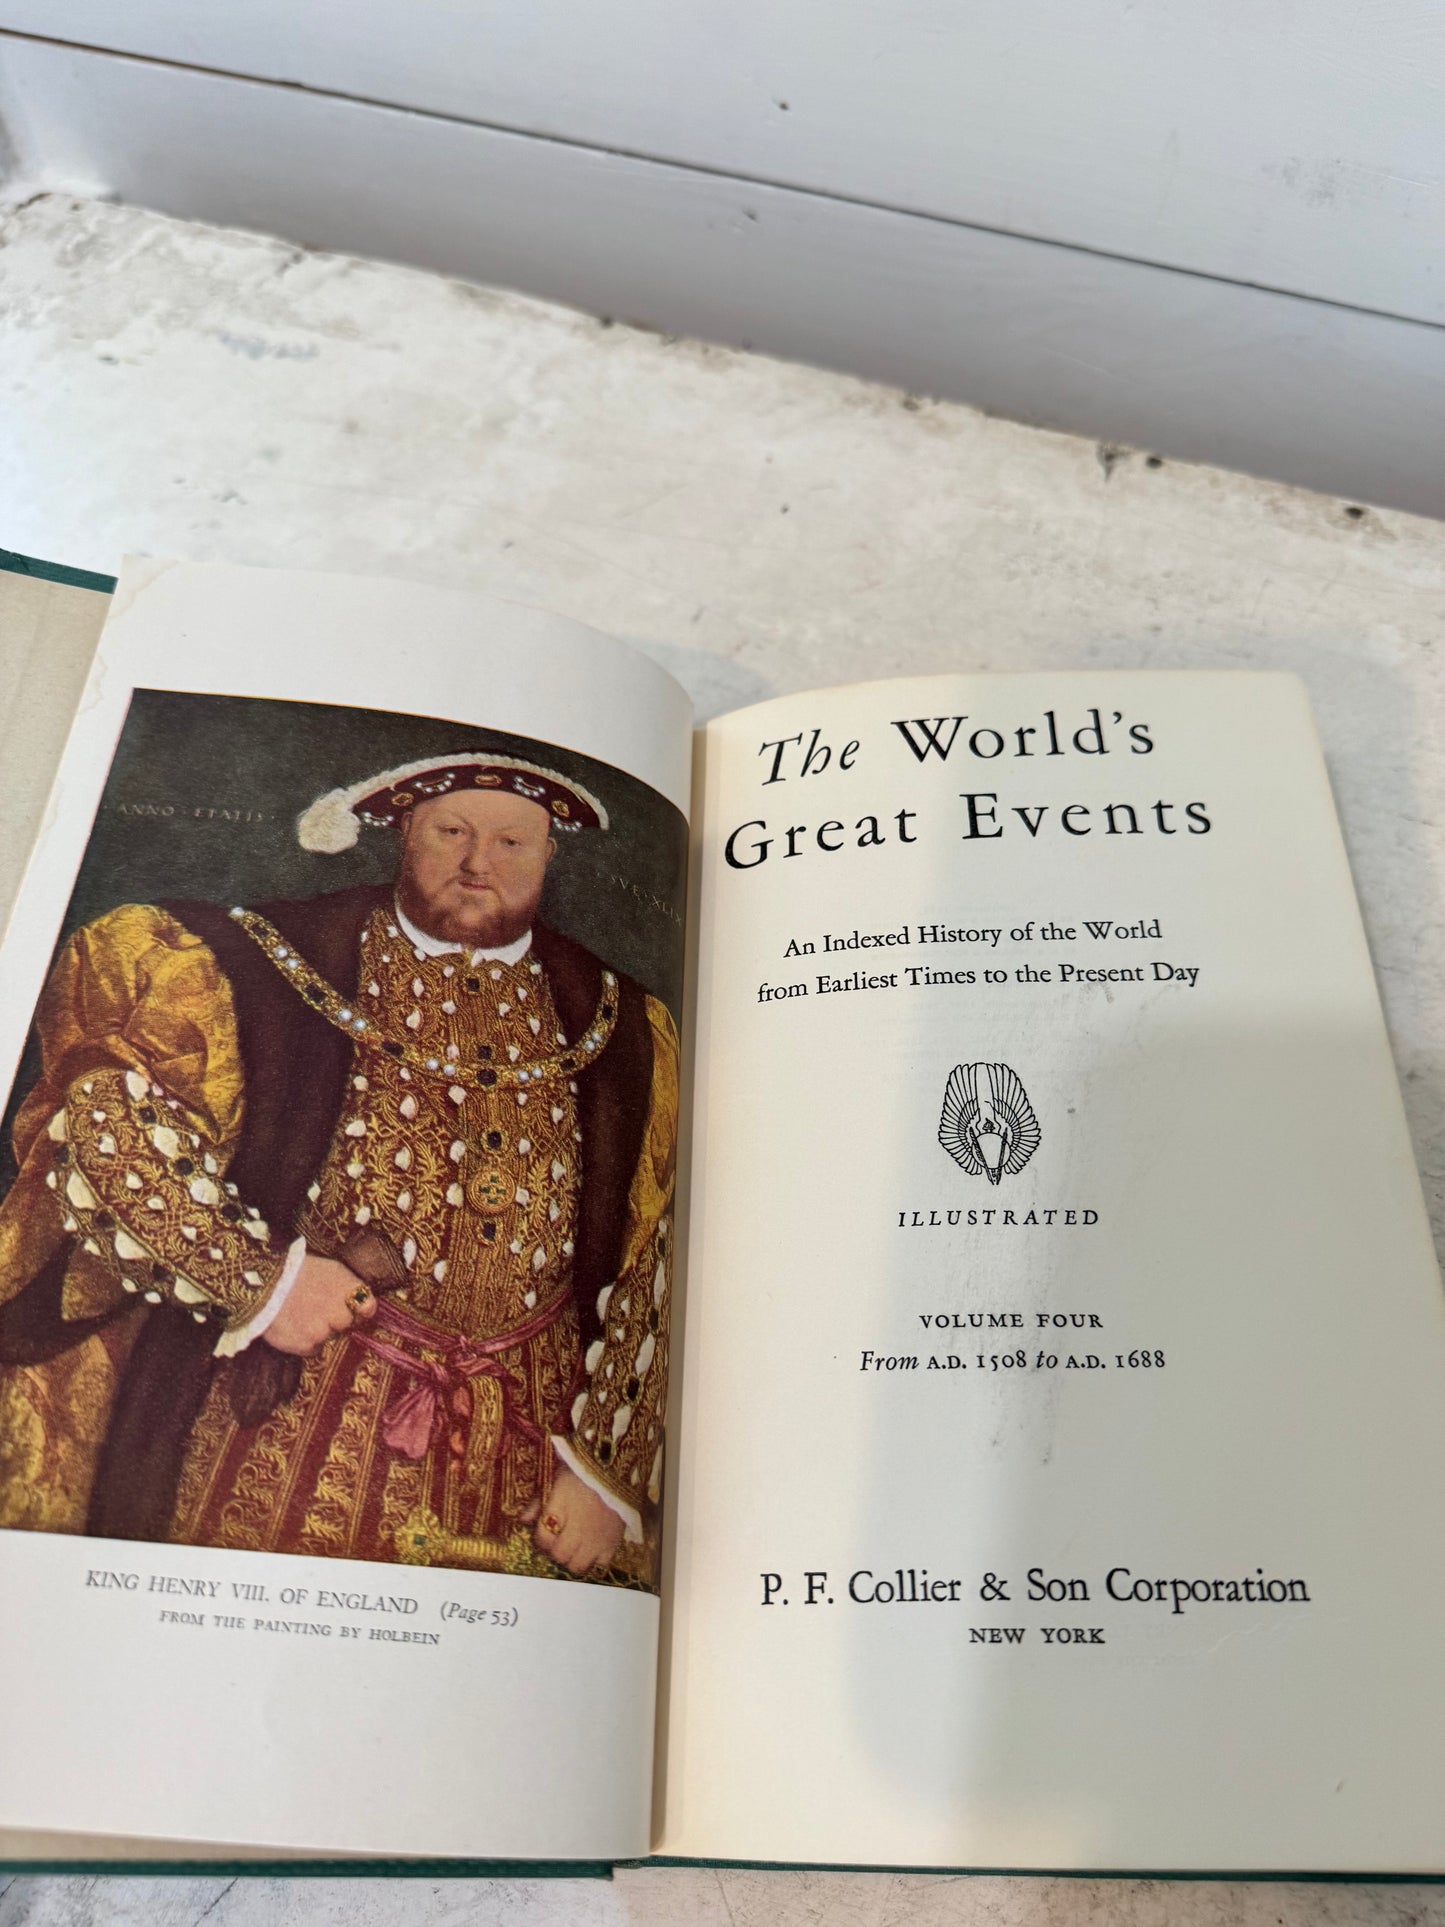 · ANNO · ETATIS ·
SVÆ · XLIX
KING HENRY VIII. OF ENGLAND (Page 53)
FROM THE PAINTING BY HOLBEIN
The World's
Great Events
An Indexed History of the World
from Earliest Times to the Present Day
ILLUSTRATED
VOLUME FOUR
From A.D. 1508 to A.D. 1688
P. F. Collier & Son Corporation
NEW YORK